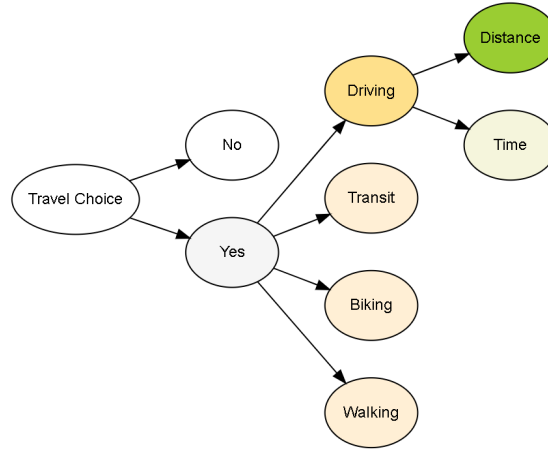 Distance
Driving
No
Time
Travel Choice
Transit
Yes
Biking
Walking